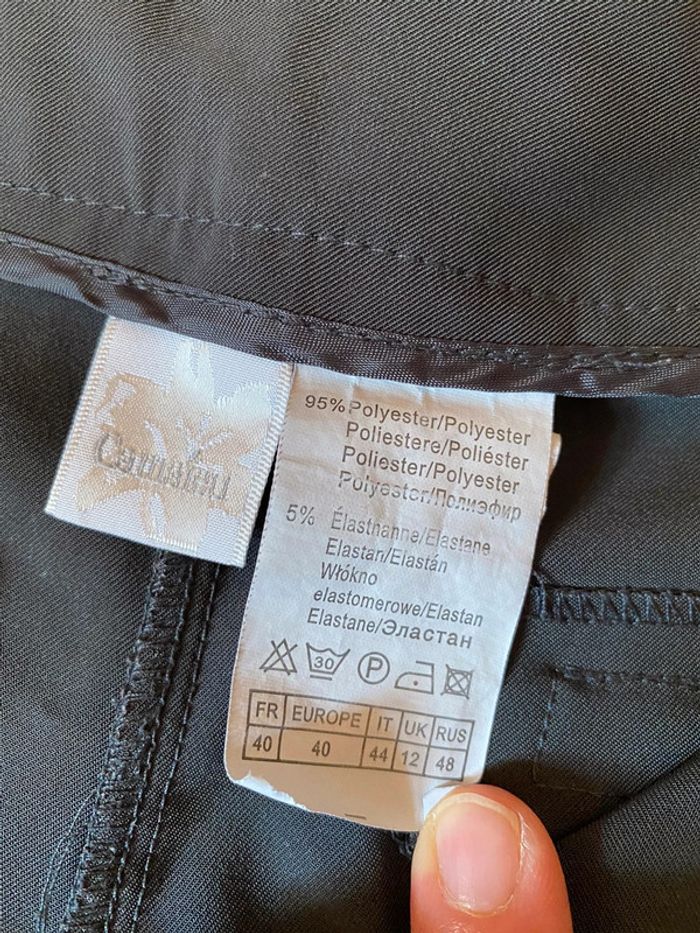 Camaïeu
95% Polyester/Polyester
Poliestere/Poliéster
Poliester/Polyester
Polyester/Полиэфир
5% Élasthanne/Elastane
Elastan/Elastán
Włókno
elastomerowe/Elastan
Elastane/Эластан
30 P
FR EUROPE IT UK RUS
40 40 44 12 48